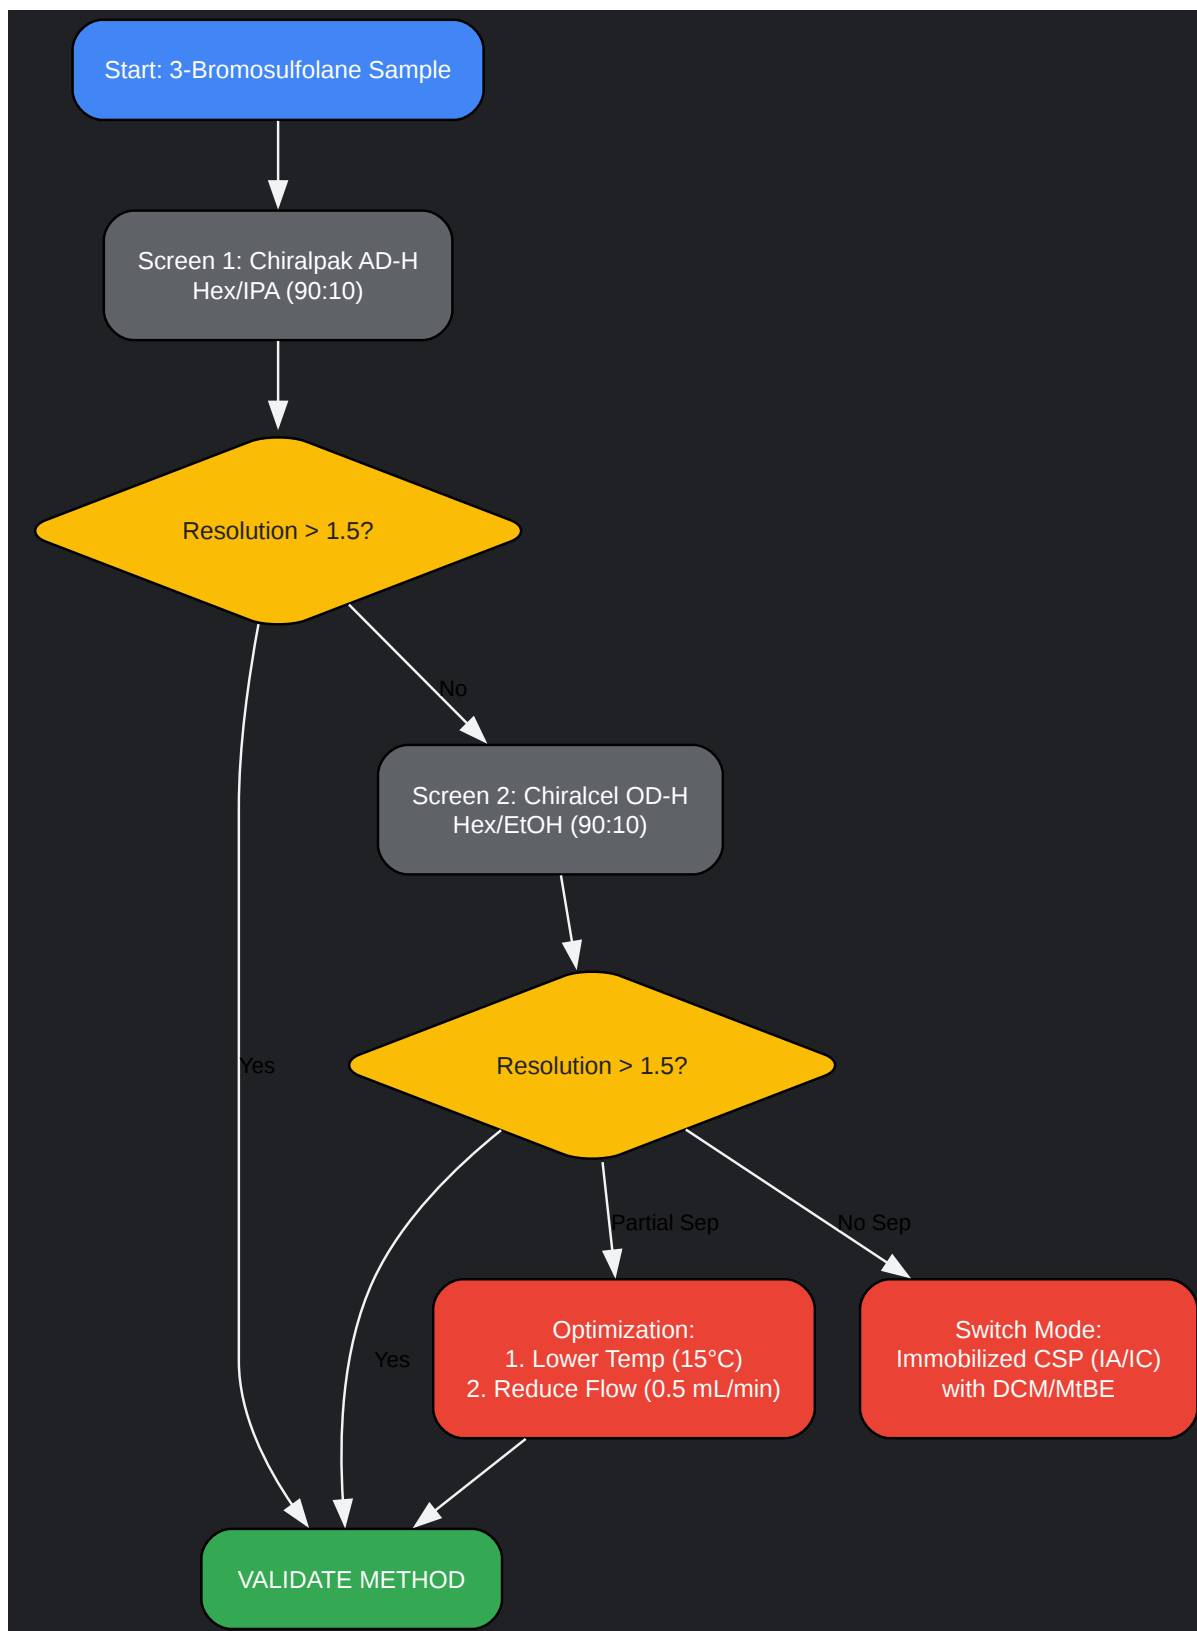 Start: 3-Bromosulfolane Sample
Screen 1: Chiralpak AD-H
Hex/IPA (90:10)
Resolution > 1.5?
No
Screen 2: Chiralcel OD-H
Hex/EtOH (90:10)
Yes
Resolution > 1.5?
Partial Sep
No Sep
Yes
Optimization:
1. Lower Temp (15°C)
2. Reduce Flow (0.5 mL/min)
Switch Mode:
Immobilized CSP (IA/IC)
with DCM/MtBE
VALIDATE METHOD